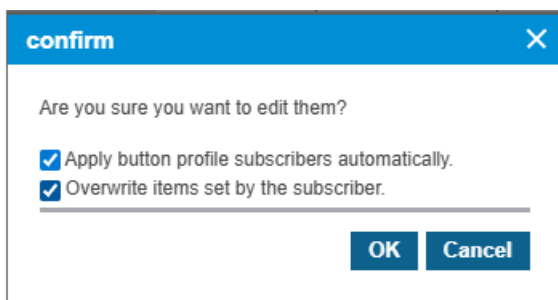 confirm
Are you sure you want to edit them?
Apply button profile subscribers automatically.
Overwrite items set by the subscriber.
OK Cancel